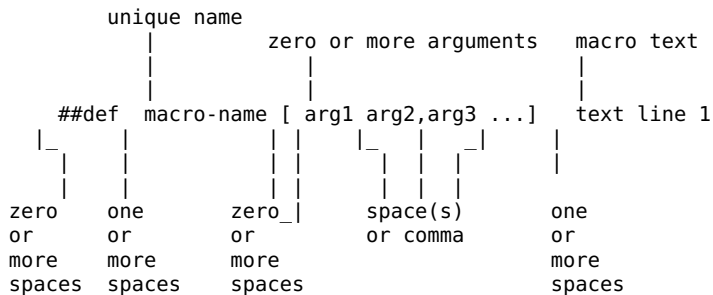 unique name
zero or more arguments macro text
##def macro-name [ arg1 arg2,arg3 ...] text line 1
zero one zero_ space(s) one
or or or or comma or
more more more more
spaces spaces spaces spaces